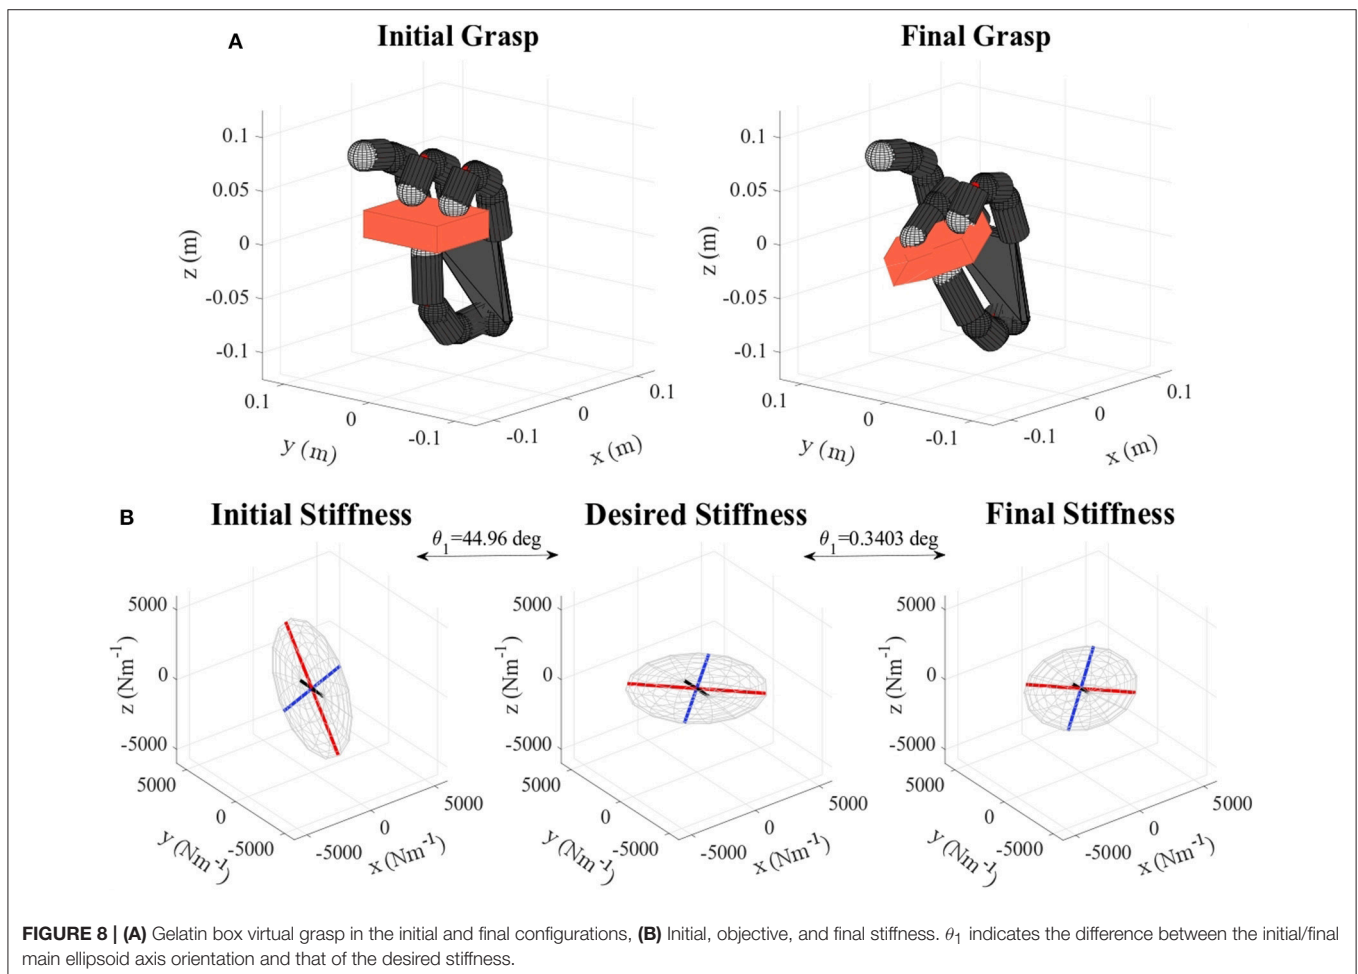 A
Initial Grasp
Final Grasp
0.1
0.05
0
-0.05
-0.1
z (m)
0.1
0
-0.1
y (m)
-0.1
0
0.1
x (m)
0.1
0.05
0
-0.05
-0.1
z (m)
0.1
0
-0.1
y (m)
-0.1
0
0.1
x (m)
B
Initial Stiffness
Desired Stiffness
Final Stiffness
θ1=44.96 deg
θ1=0.3403 deg
5000
0
-5000
z (Nm-1)
5000
0
-5000
y (Nm-1)
-5000
0
5000
x (Nm-1)
5000
0
-5000
z (Nm-1)
5000
0
-5000
y (Nm-1)
-5000
0
5000
x (Nm-1)
5000
0
-5000
z (Nm-1)
5000
0
-5000
y (Nm-1)
-5000
0
5000
x (Nm-1)
FIGURE 8 | (A) Gelatin box virtual grasp in the initial and final configurations, (B) Initial, objective, and final stiffness. θ1 indicates the difference between the initial/final
main ellipsoid axis orientation and that of the desired stiffness.